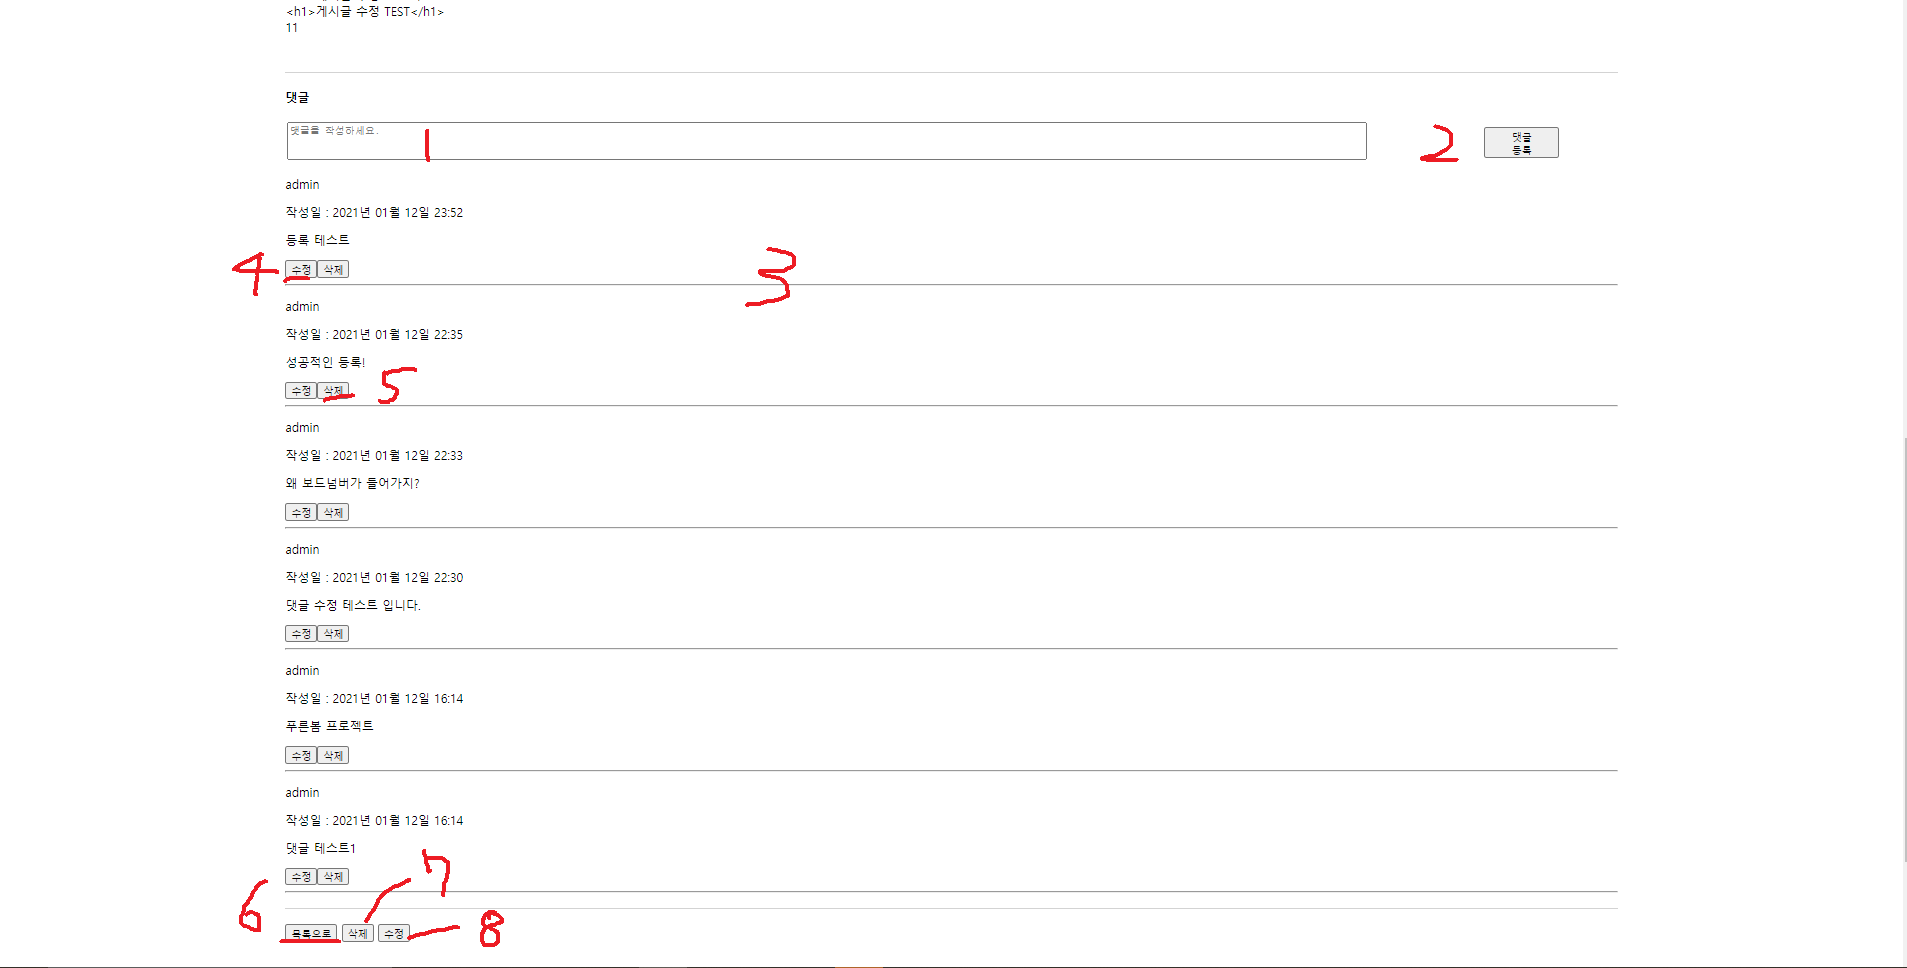 <h1>게시글 수정 TEST</h1>
11
댓글
댓글을 작성하세요.
1
2
댓글
등록
admin
작성일 : 2021년 01월 12일 23:52
등록 테스트
3
4
수정 삭제
admin
작성일 : 2021년 01월 12일 22:35
성공적인 등록!
수정 삭제
5
admin
작성일 : 2021년 01월 12일 22:33
왜 보드넘버가 들어가지?
수정 삭제
admin
작성일 : 2021년 01월 12일 22:30
댓글 수정 테스트 입니다.
수정 삭제
admin
작성일 : 2021년 01월 12일 16:14
푸른봄 프로젝트
수정 삭제
admin
작성일 : 2021년 01월 12일 16:14
댓글 테스트1
수정 삭제
7
6
목록으로 삭제 수정
8